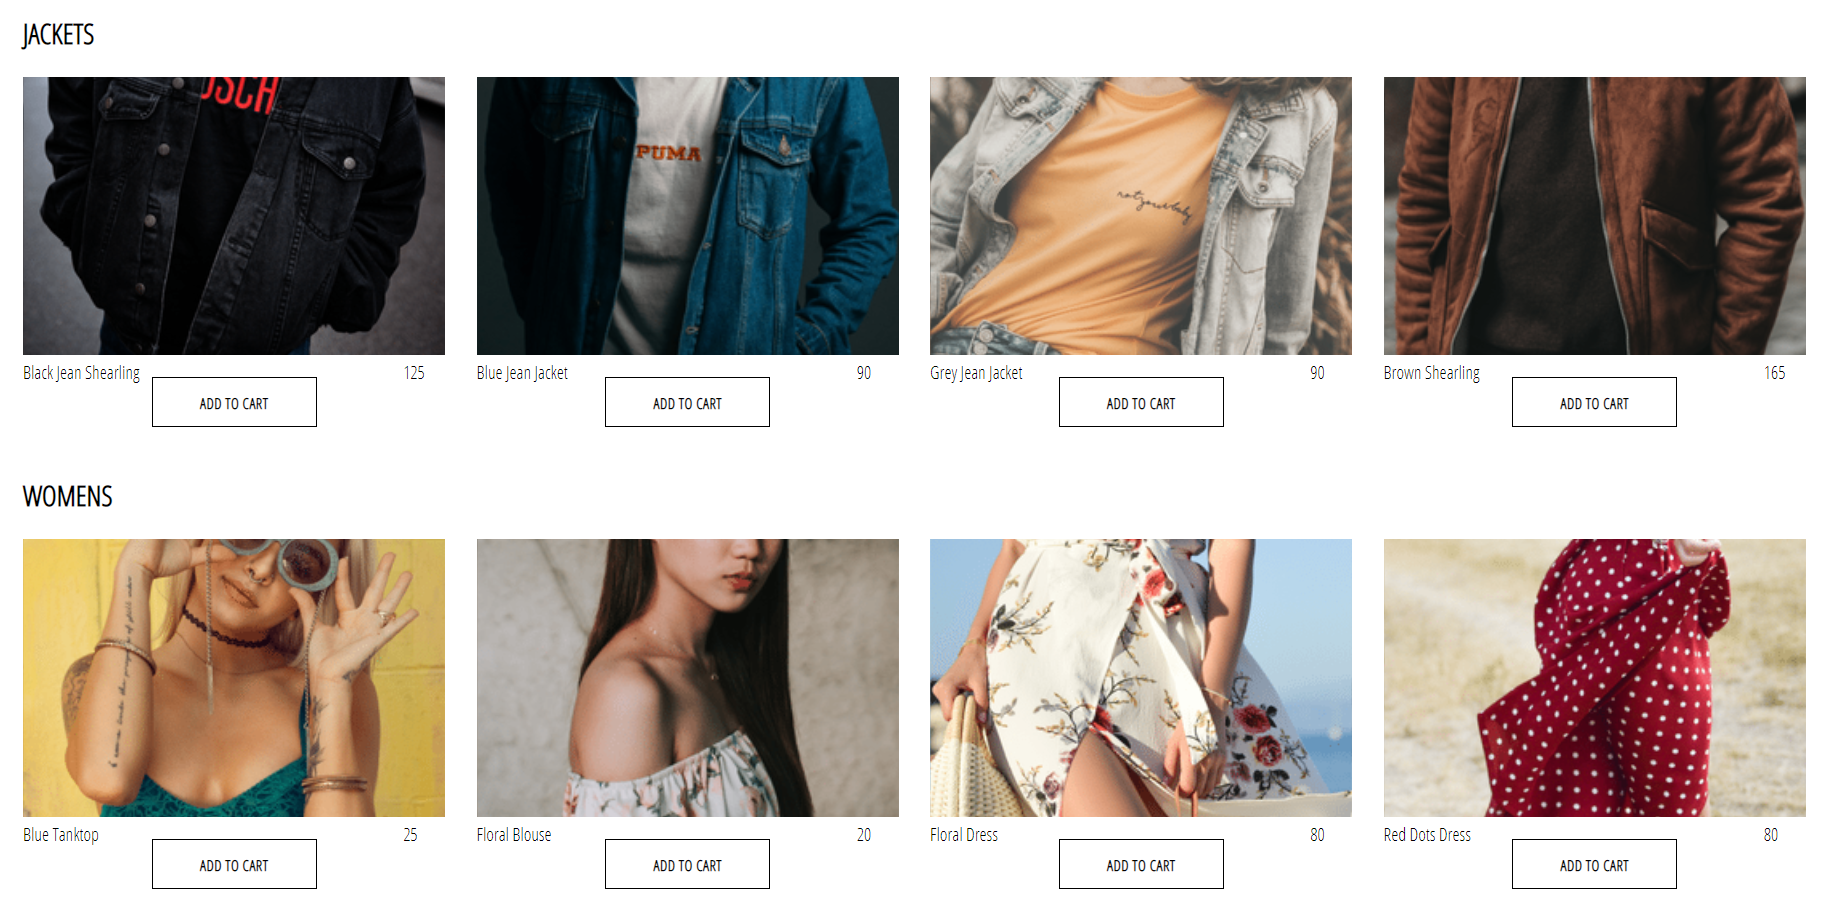 JACKETS
PUMA
Black Jean Shearling 125
Blue Jean Jacket 90
Grey Jean Jacket 90
Brown Shearling 165
ADD TO CART
ADD TO CART
ADD TO CART
ADD TO CART
WOMENS
Blue Tanktop 25
Floral Blouse 20
Floral Dress 80
Red Dots Dress 80
ADD TO CART
ADD TO CART
ADD TO CART
ADD TO CART